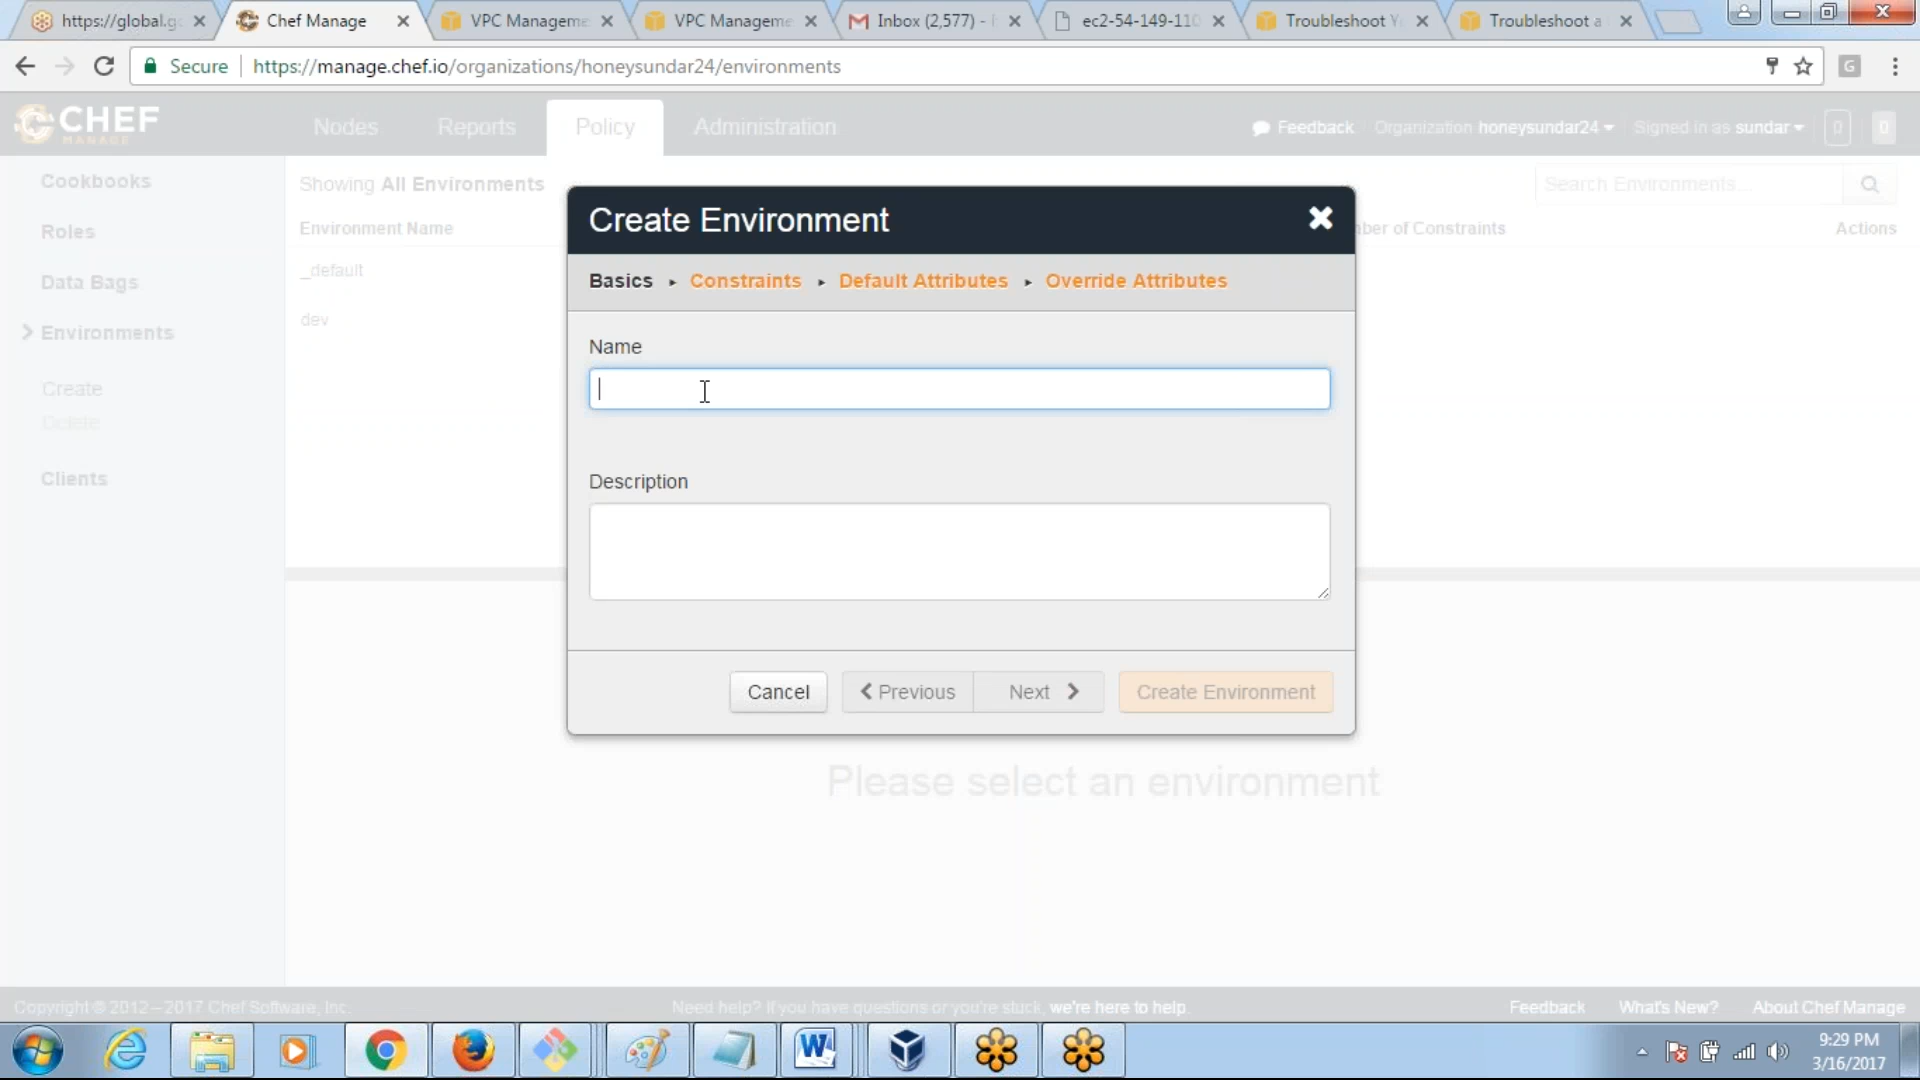 https://global.g
Chef Manage
VPC Manageme
VPC Manageme
Inbox (2,577) -
ec2-54-149-110
Troubleshoot Y
Troubleshoot a
Secure
https://manage.chef.io/organizations/honeysundar24/environments
G
CHEF
MANAGE
Nodes
Reports
Policy
Administration
Feedback
Organization honeysundar24
Signed in as sundar
0
0
Cookbooks
Roles
Data Bags
Environments
Create
Delete
Clients
Showing All Environments
Search Environments...
Environment Name
ber of Constraints
Actions
_default
dev
Create Environment
Basics ▸ Constraints ▸ Default Attributes ▸ Override Attributes
Name
Description
Cancel
Previous
Next
Create Environment
Please select an environment
Copyright © 2012–2017 Chef Software, Inc.
Need help? If you have questions or you're stuck, we're here to help.
Feedback
What's New?
About Chef Manage
9:29 PM
3/16/2017